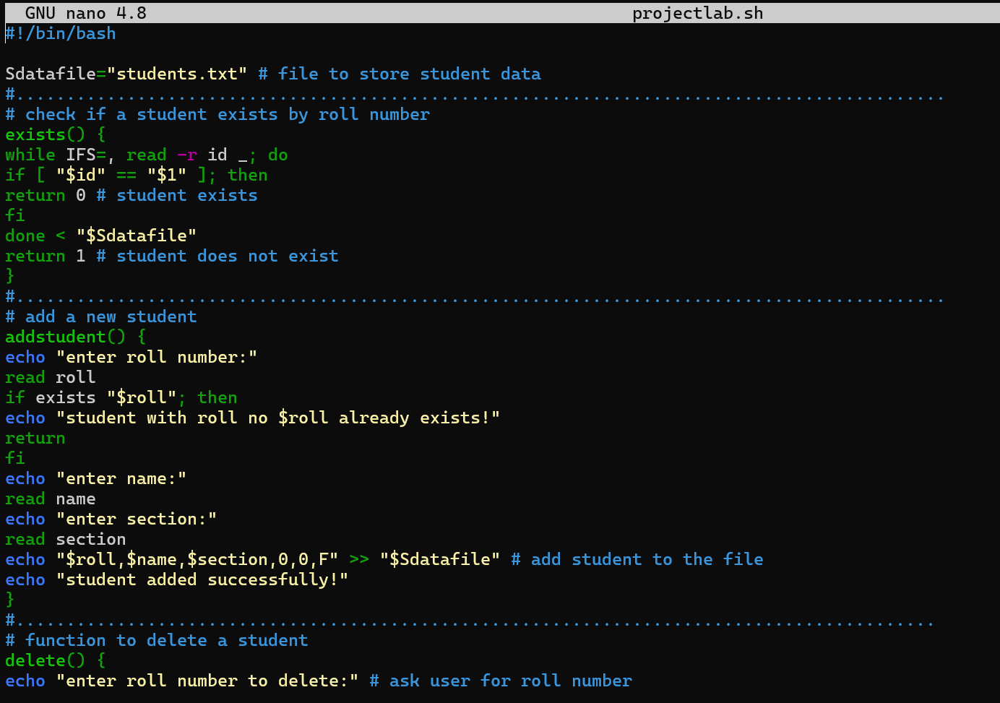 GNU nano 4.8 projectlab.sh
#!/bin/bash
Sdatafile="students.txt" # file to store student data
#............................................................................................
# check if a student exists by roll number
exists() {
while IFS=, read -r id _; do
if [ "$id" == "$1" ]; then
return 0 # student exists
fi
done < "$Sdatafile"
return 1 # student does not exist
}
#............................................................................................
# add a new student
addstudent() {
echo "enter roll number:"
read roll
if exists "$roll"; then
echo "student with roll no $roll already exists!"
return
fi
echo "enter name:"
read name
echo "enter section:"
read section
echo "$roll,$name,$section,0,0,F" >> "$Sdatafile" # add student to the file
echo "student added successfully!"
}
#...........................................................................................
# function to delete a student
delete() {
echo "enter roll number to delete:" # ask user for roll number